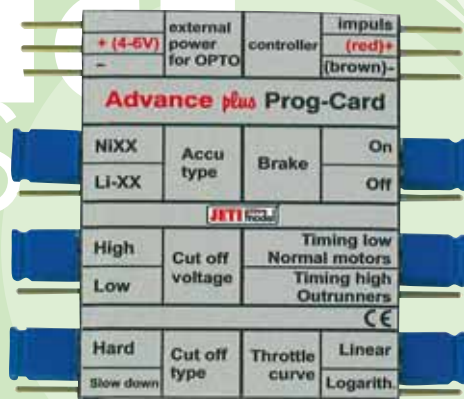 external power for OPTO
+ (4-6V)
–
controller
impuls
(red)+
(brown)-
Advance plus Prog-Card
NiXX
Li-XX
Accu type
Brake
On
Off
JETI model
High
Low
Cut off voltage
Timing low
Normal motors
Timing high
Outrunners
CE
Hard
Slow down
Cut off type
Throttle curve
Linear
Logarith.